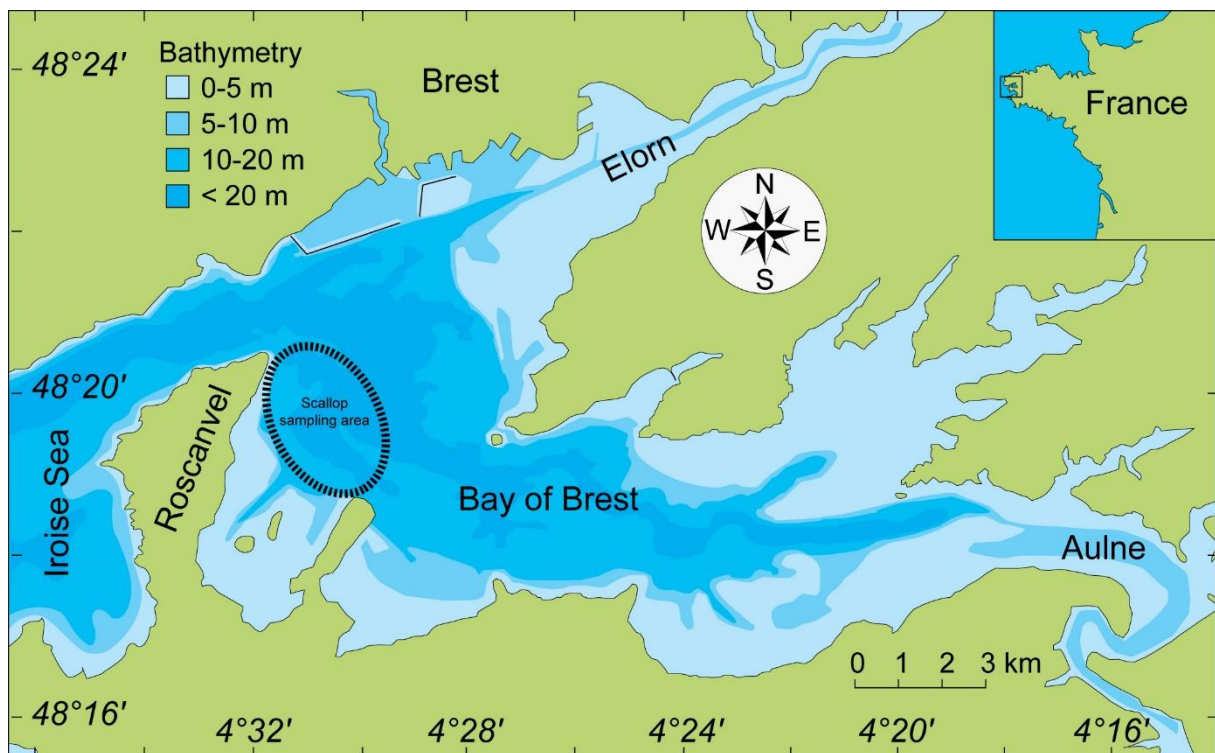 48°24'
Bathymetry
0-5 m
5-10 m
10-20 m
< 20 m
Brest
Elorn
N
W E
S
France
48°20'
Iroise Sea
Roscanvel
Scallop
sampling area
Bay of Brest
Aulne
0 1 2 3 km
48°16'
4°32' 4°28' 4°24' 4°20' 4°16'